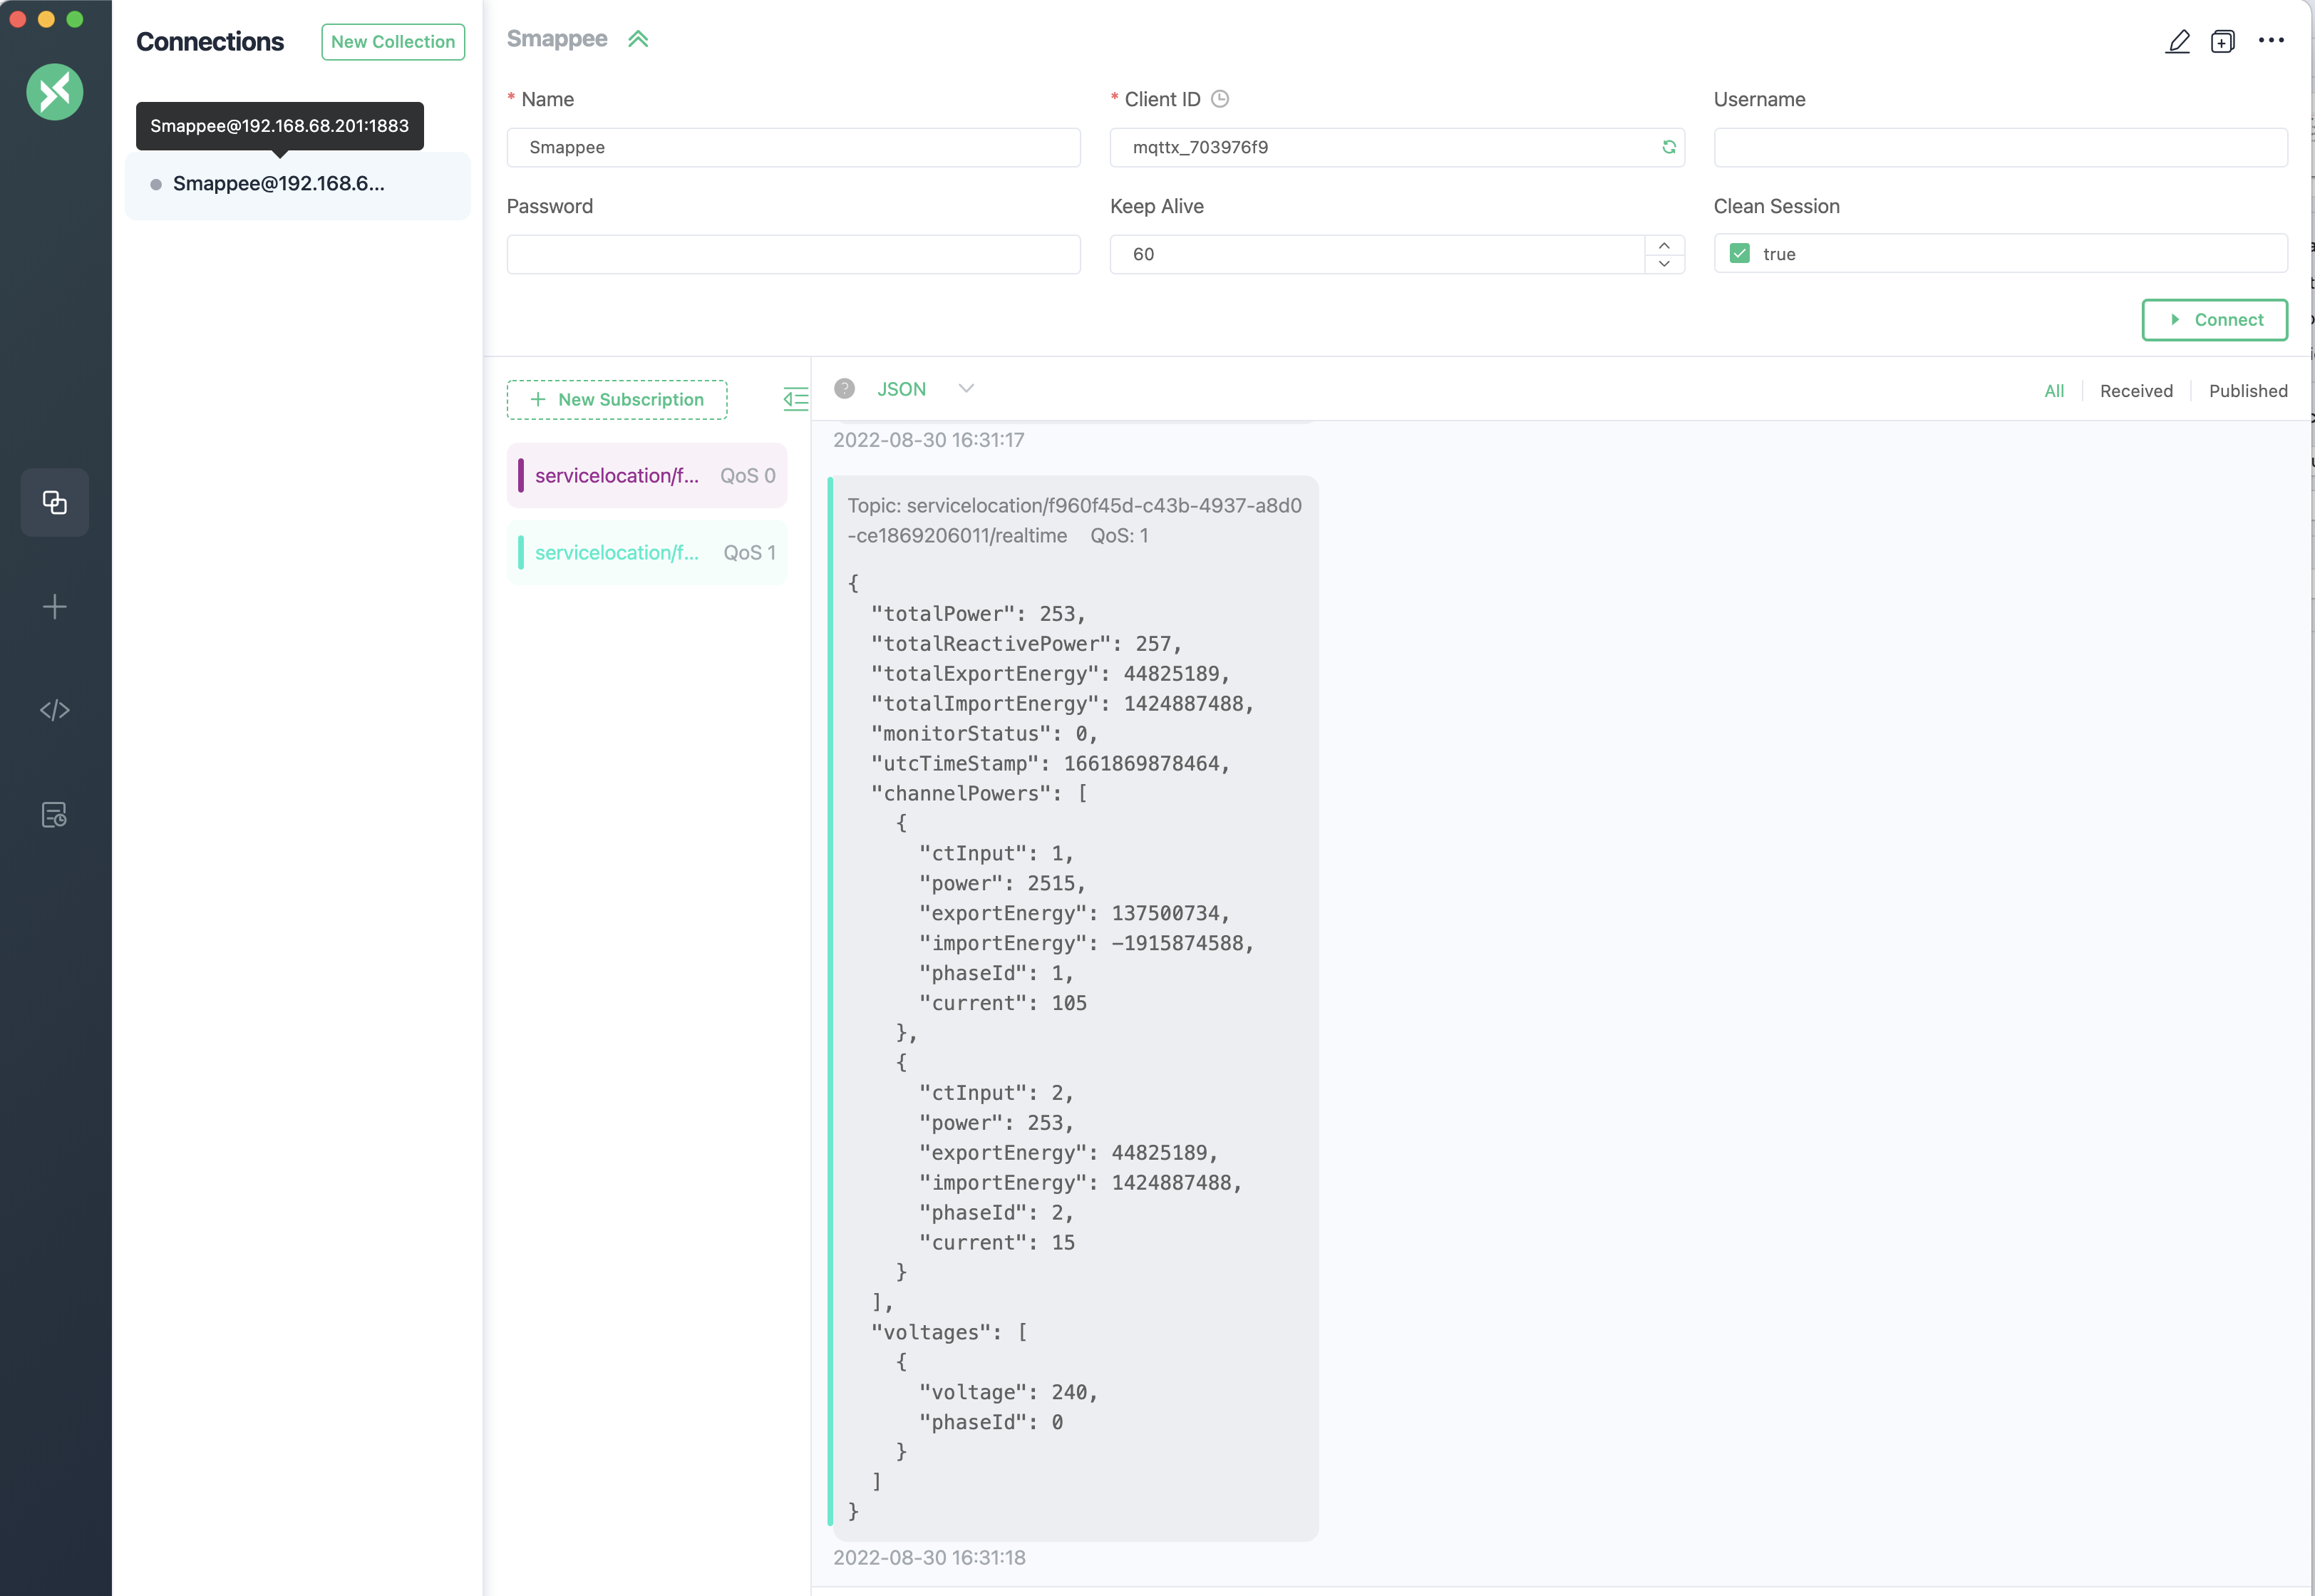 Connections
New Collection
Smappee@192.168.68.201:1883
Smappee@192.168.6...
Smappee
* Name
Smappee
* Client ID
mqttx_703976f9
Username
Password
Keep Alive
60
Clean Session
true
Connect
+ New Subscription
servicelocation/f... QoS 0
servicelocation/f... QoS 1
? JSON
All Received Published
2022-08-30 16:31:17
Topic: servicelocation/f960f45d-c43b-4937-a8d0
-ce1869206011/realtime QoS: 1
{
"totalPower": 253,
"totalReactivePower": 257,
"totalExportEnergy": 44825189,
"totalImportEnergy": 1424887488,
"monitorStatus": 0,
"utcTimeStamp": 1661869878464,
"channelPowers": [
{
"ctInput": 1,
"power": 2515,
"exportEnergy": 137500734,
"importEnergy": -1915874588,
"phaseId": 1,
"current": 105
},
{
"ctInput": 2,
"power": 253,
"exportEnergy": 44825189,
"importEnergy": 1424887488,
"phaseId": 2,
"current": 15
}
],
"voltages": [
{
"voltage": 240,
"phaseId": 0
}
]
}
2022-08-30 16:31:18